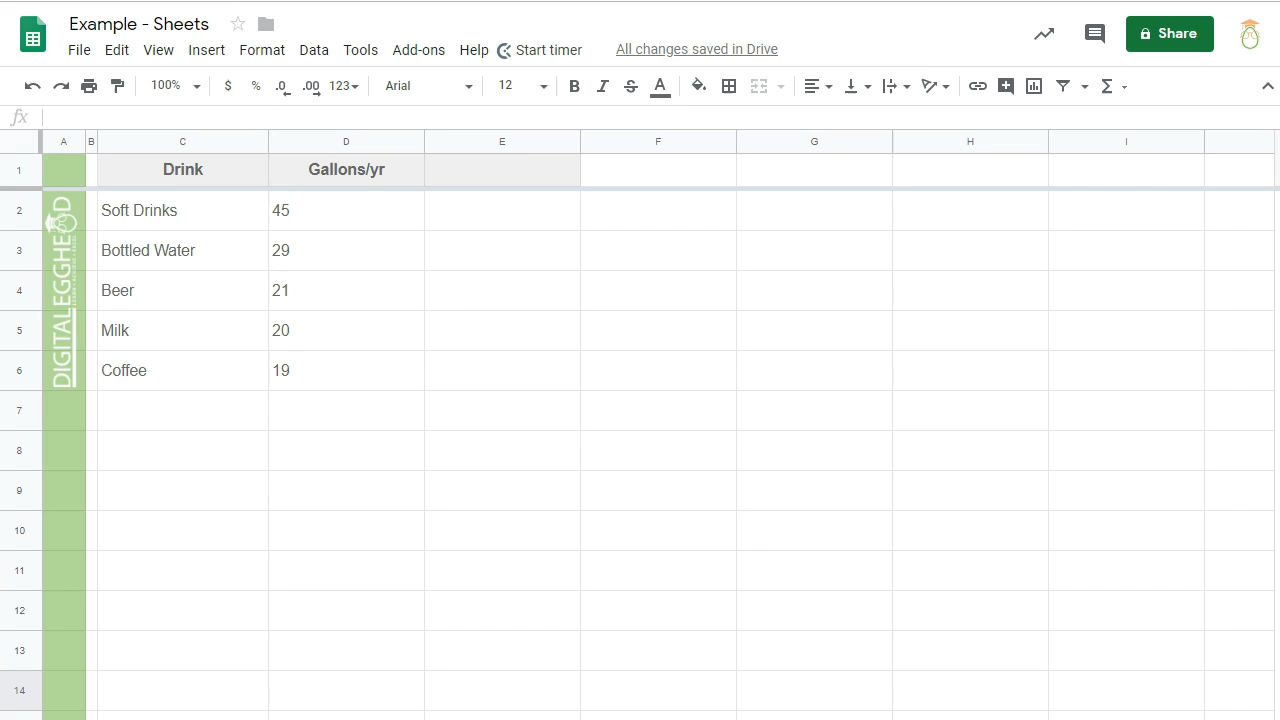 Example - Sheets
File Edit View Insert Format Data Tools Add-ons Help Start timer All changes saved in Drive
Share
100% $ % .0 .00 123 Arial 12 B I S A Σ
fx
A B C D E F G H I
1 Drink Gallons/yr
2 Soft Drinks 45
3 Bottled Water 29
4 Beer 21
5 Milk 20
6 Coffee 19
7
8
9
10
11
12
13
14
DIGITALEGGHEAD